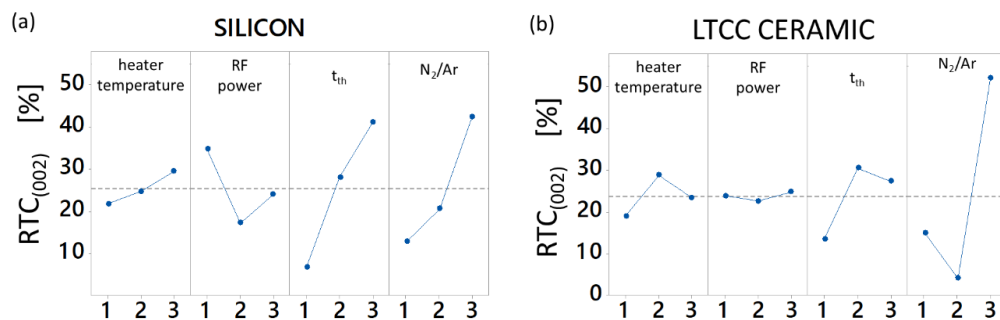 (a)
SILICON
heater
temperature
RF
power
t_th
N₂/Ar
RTC₍₀₀₂₎ [%]
50
40
30
20
10
1 2 3 1 2 3 1 2 3 1 2 3
(b)
LTCC CERAMIC
heater
temperature
RF
power
t_th
N₂/Ar
RTC₍₀₀₂₎ [%]
50
40
30
20
10
0
1 2 3 1 2 3 1 2 3 1 2 3